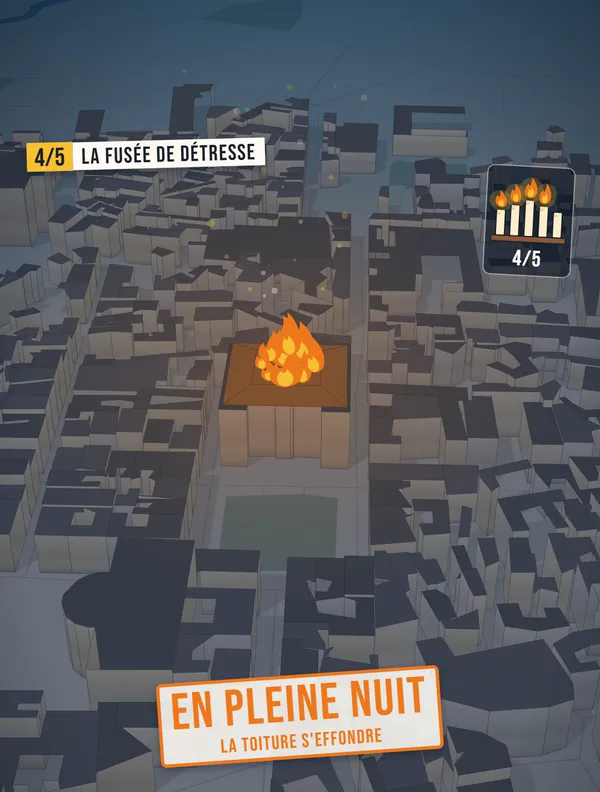 4/5 LA FUSÉE DE DÉTRESSE
4/5
EN PLEINE NUIT
LA TOITURE S'EFFONDRE